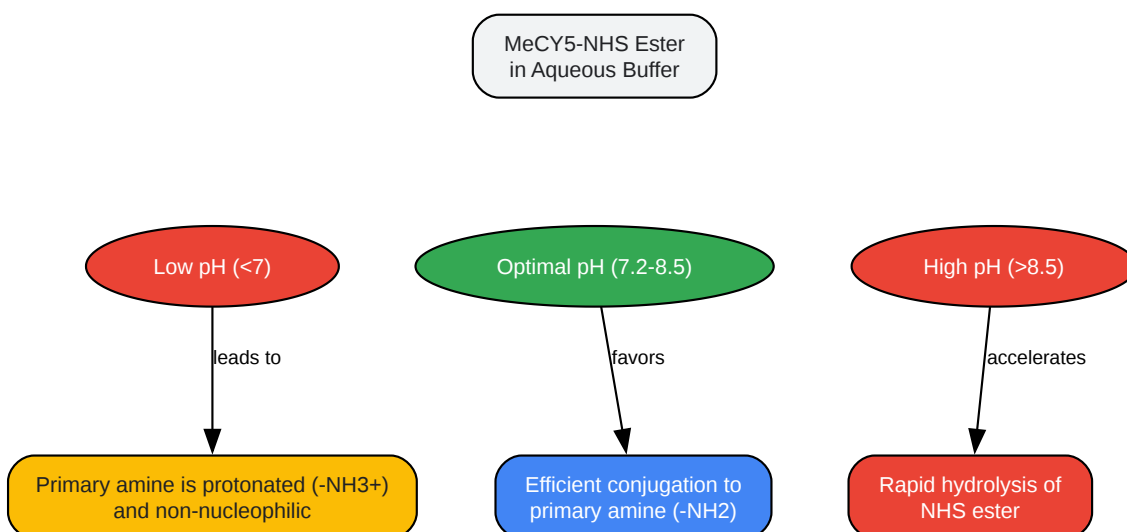 MeCY5-NHS Ester
in Aqueous Buffer
Low pH (<7)
Optimal pH (7.2-8.5)
High pH (>8.5)
leads to
favors
accelerates
Primary amine is protonated (-NH3+)
and non-nucleophilic
Efficient conjugation to
primary amine (-NH2)
Rapid hydrolysis of
NHS ester